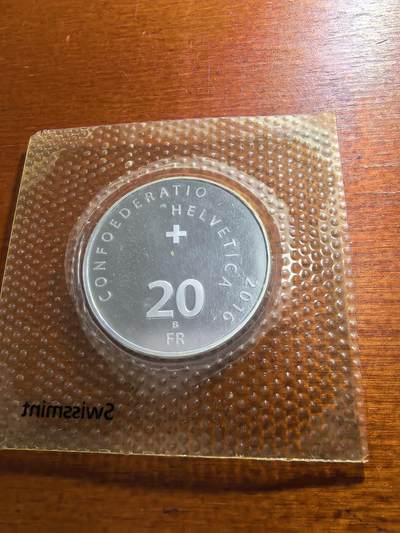 CONFOEDERATIO
HELVETICA 2016
20
B
FR
Swissmint